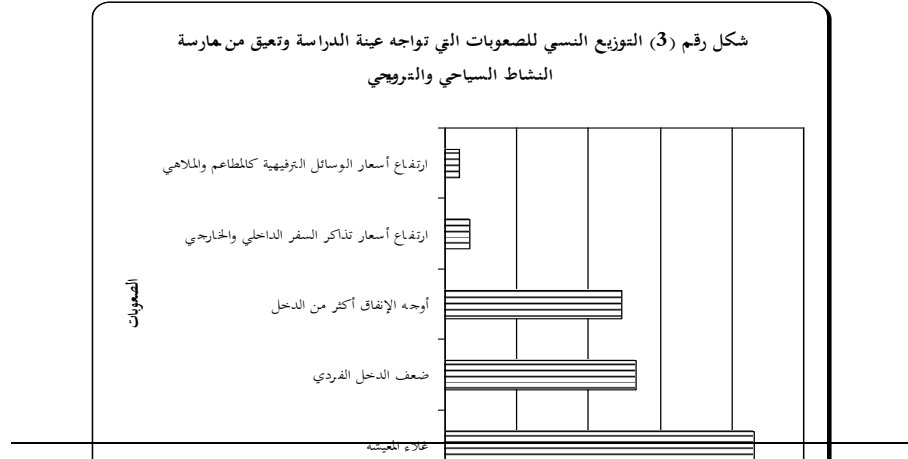 شكل رقم (3) التوزيع النسي للصعوبات التي تواجه عينة الدراسة وتعيق من ممارسة
النشاط السياحي والترويحي
ارتفاع أسعار الوسائل الترفيهية كالمطاعم والملاهي
ارتفاع أسعار تذاكر السفر الداخلي والخارجي
أوجه الإنفاق أكثر من الدخل
ضعف الدخل الفردي
غلاء المعيشة
الصعوبات